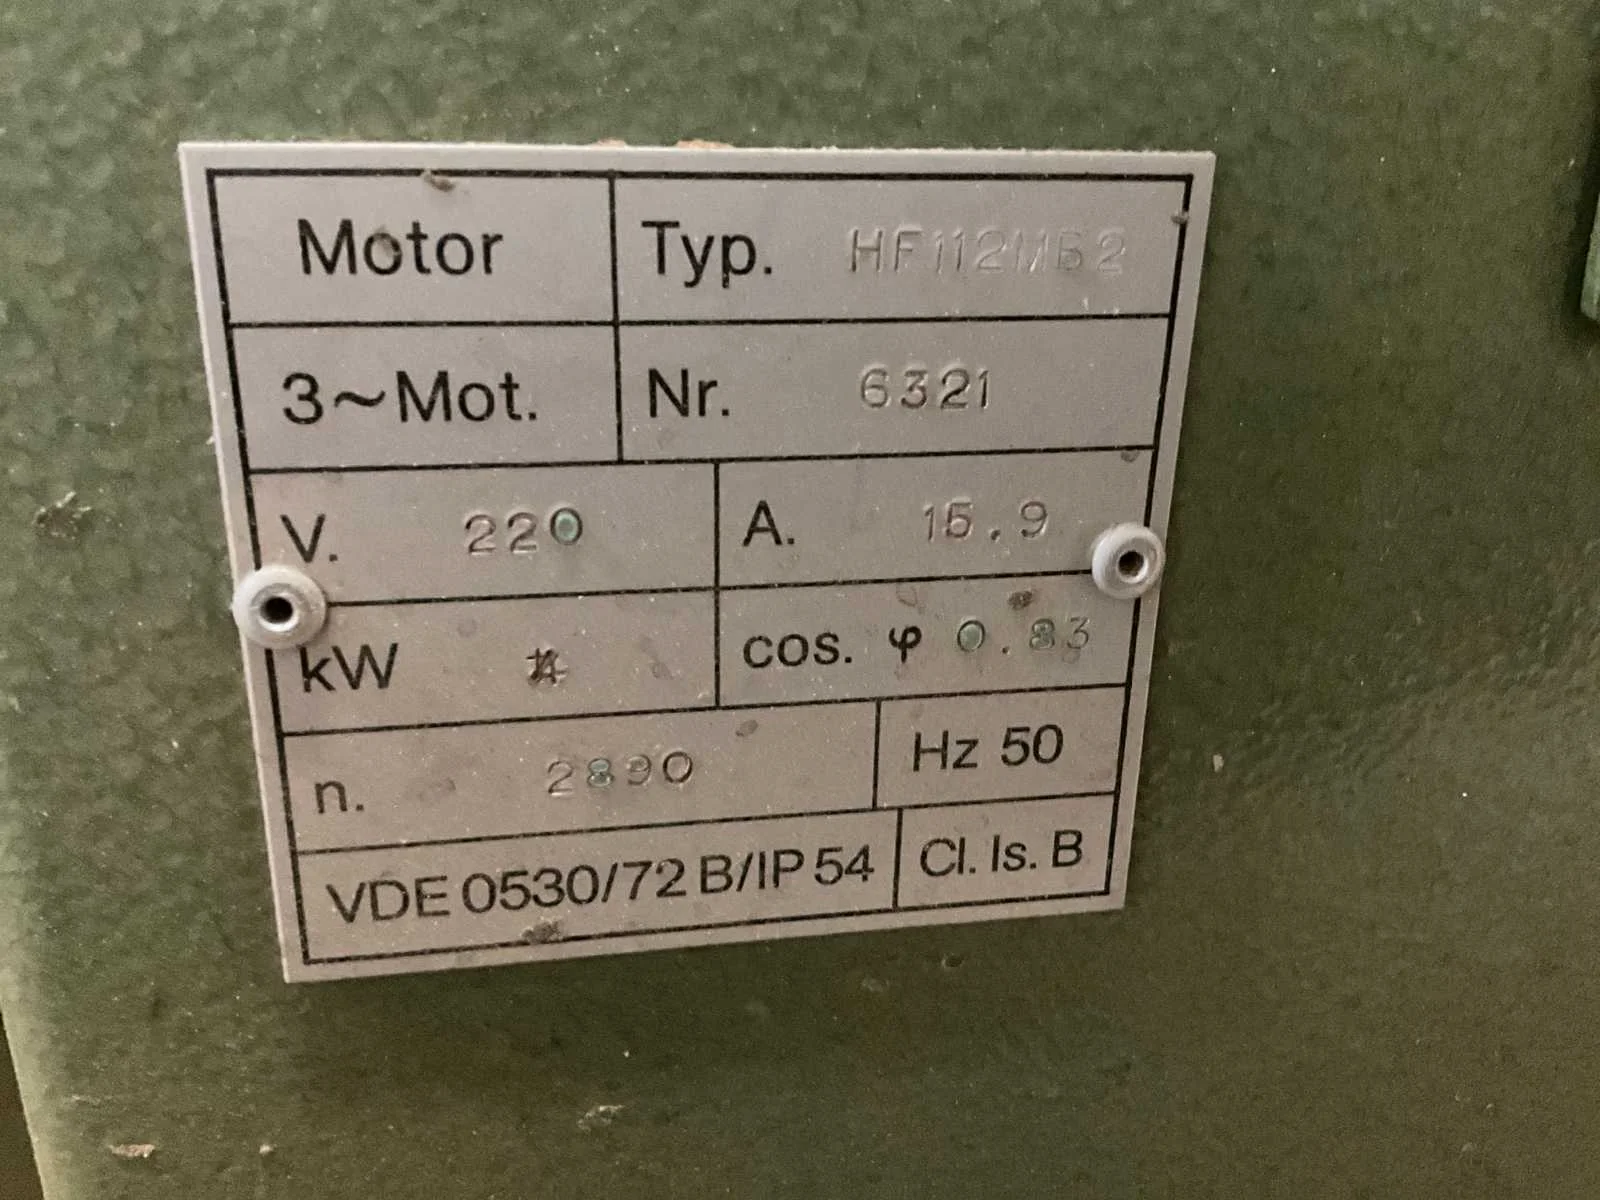 Motor Typ. HF112MB2
3~Mot. Nr. 6321
V. 220 A. 15.9
kW 4 cos. φ 0.83
n. 2890 Hz 50
VDE 0530/72 B/IP 54 Cl. Is. B